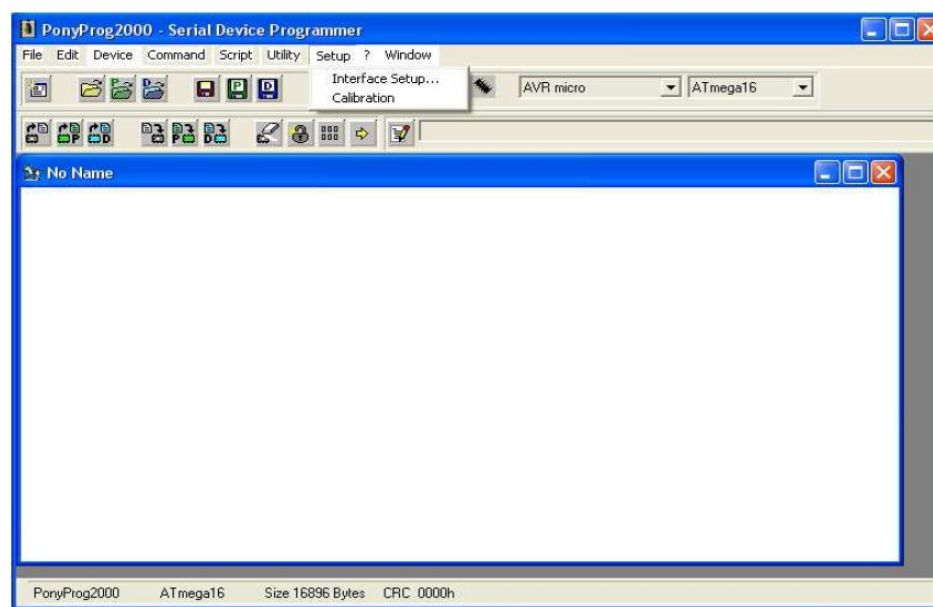 PonyProg2000 - Serial Device Programmer
File Edit Device Command Script Utility Setup ? Window
Interface Setup...
Calibration
AVR micro ATmega16
No Name
PonyProg2000 ATmega16 Size 16896 Bytes CRC 0000h